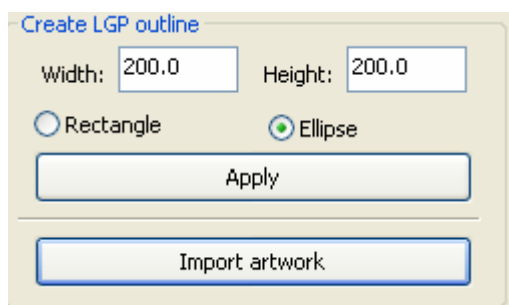 Create LGP outline
Width: 200.0 Height: 200.0
Rectangle Ellipse
Apply
Import artwork